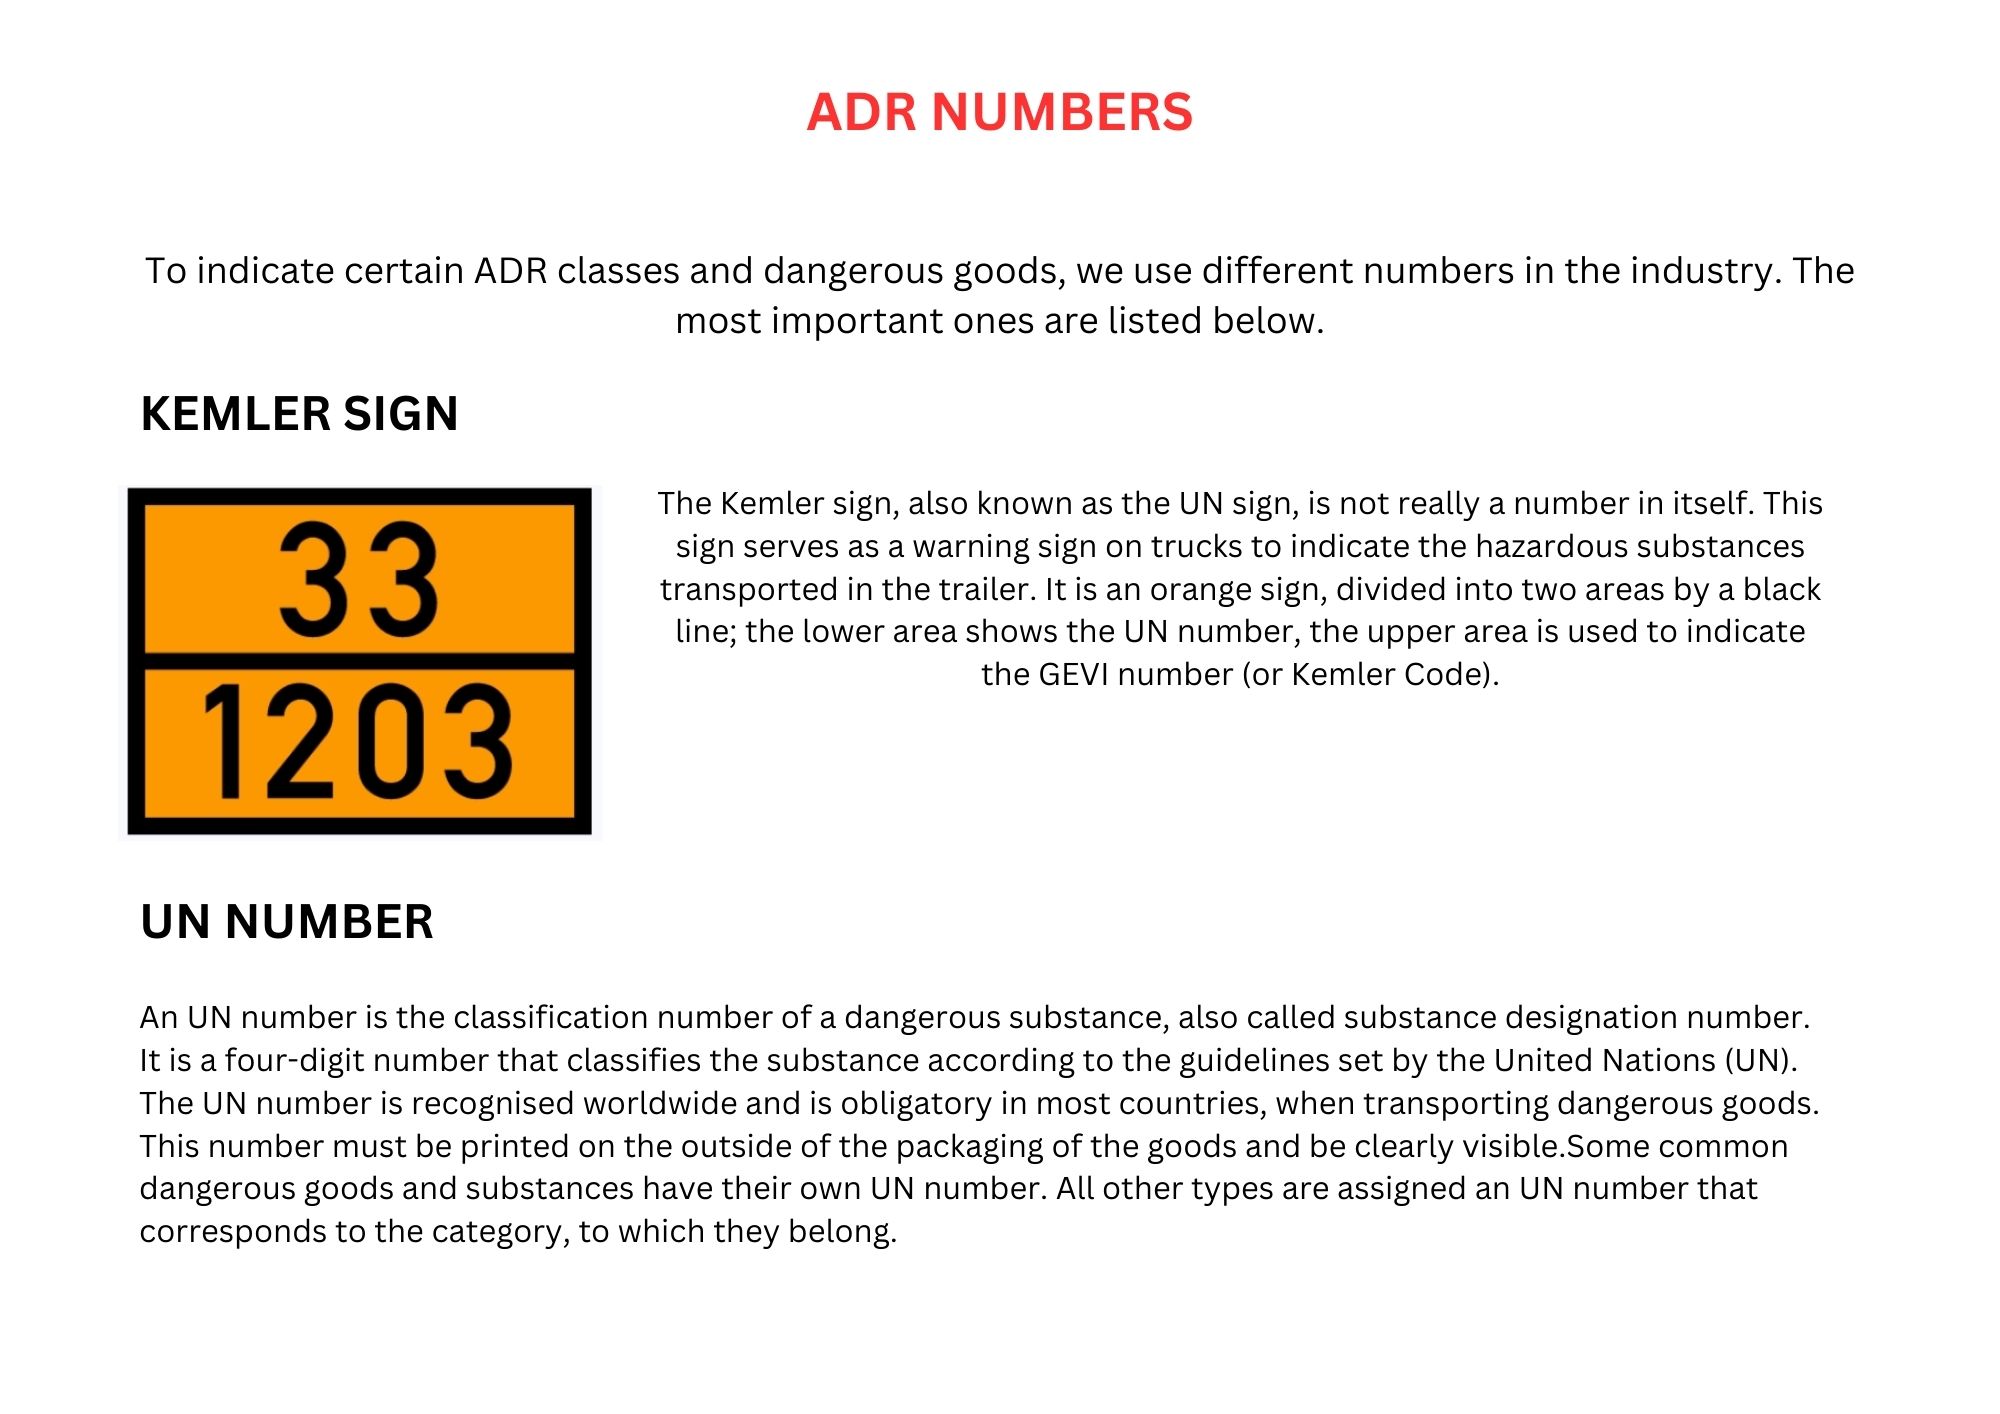 ADR NUMBERS
To indicate certain ADR classes and dangerous goods, we use different numbers in the industry. The
most important ones are listed below.
KEMLER SIGN
33
1203
The Kemler sign, also known as the UN sign, is not really a number in itself. This
sign serves as a warning sign on trucks to indicate the hazardous substances
transported in the trailer. It is an orange sign, divided into two areas by a black
line; the lower area shows the UN number, the upper area is used to indicate
the GEVI number (or Kemler Code).
UN NUMBER
An UN number is the classification number of a dangerous substance, also called substance designation number.
It is a four-digit number that classifies the substance according to the guidelines set by the United Nations (UN).
The UN number is recognised worldwide and is obligatory in most countries, when transporting dangerous goods.
This number must be printed on the outside of the packaging of the goods and be clearly visible.Some common
dangerous goods and substances have their own UN number. All other types are assigned an UN number that
corresponds to the category, to which they belong.